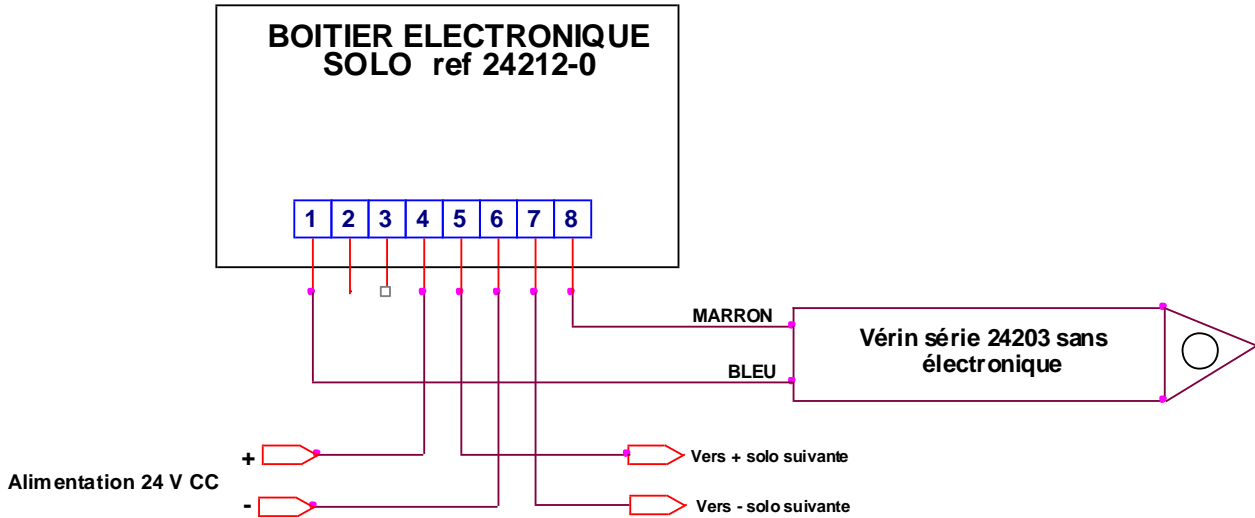 BOITIER ELECTRONIQUE
SOLO ref 24212-0
1 2 3 4 5 6 7 8
MARRON
BLEU
Vérin série 24203 sans
électronique
+
Vers + solo suivante
Alimentation 24 V CC
-
Vers - solo suivante